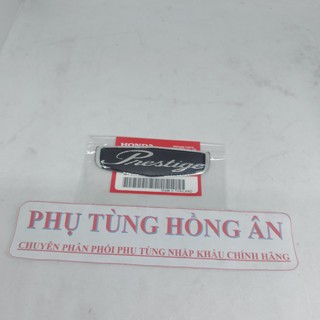 HONDA
Prestige
PHỤ TÙNG HỒNG ÂN
CHUYÊN PHÂN PHỐI PHỤ TÙNG NHẬP KHẨU CHÍNH HÃNG